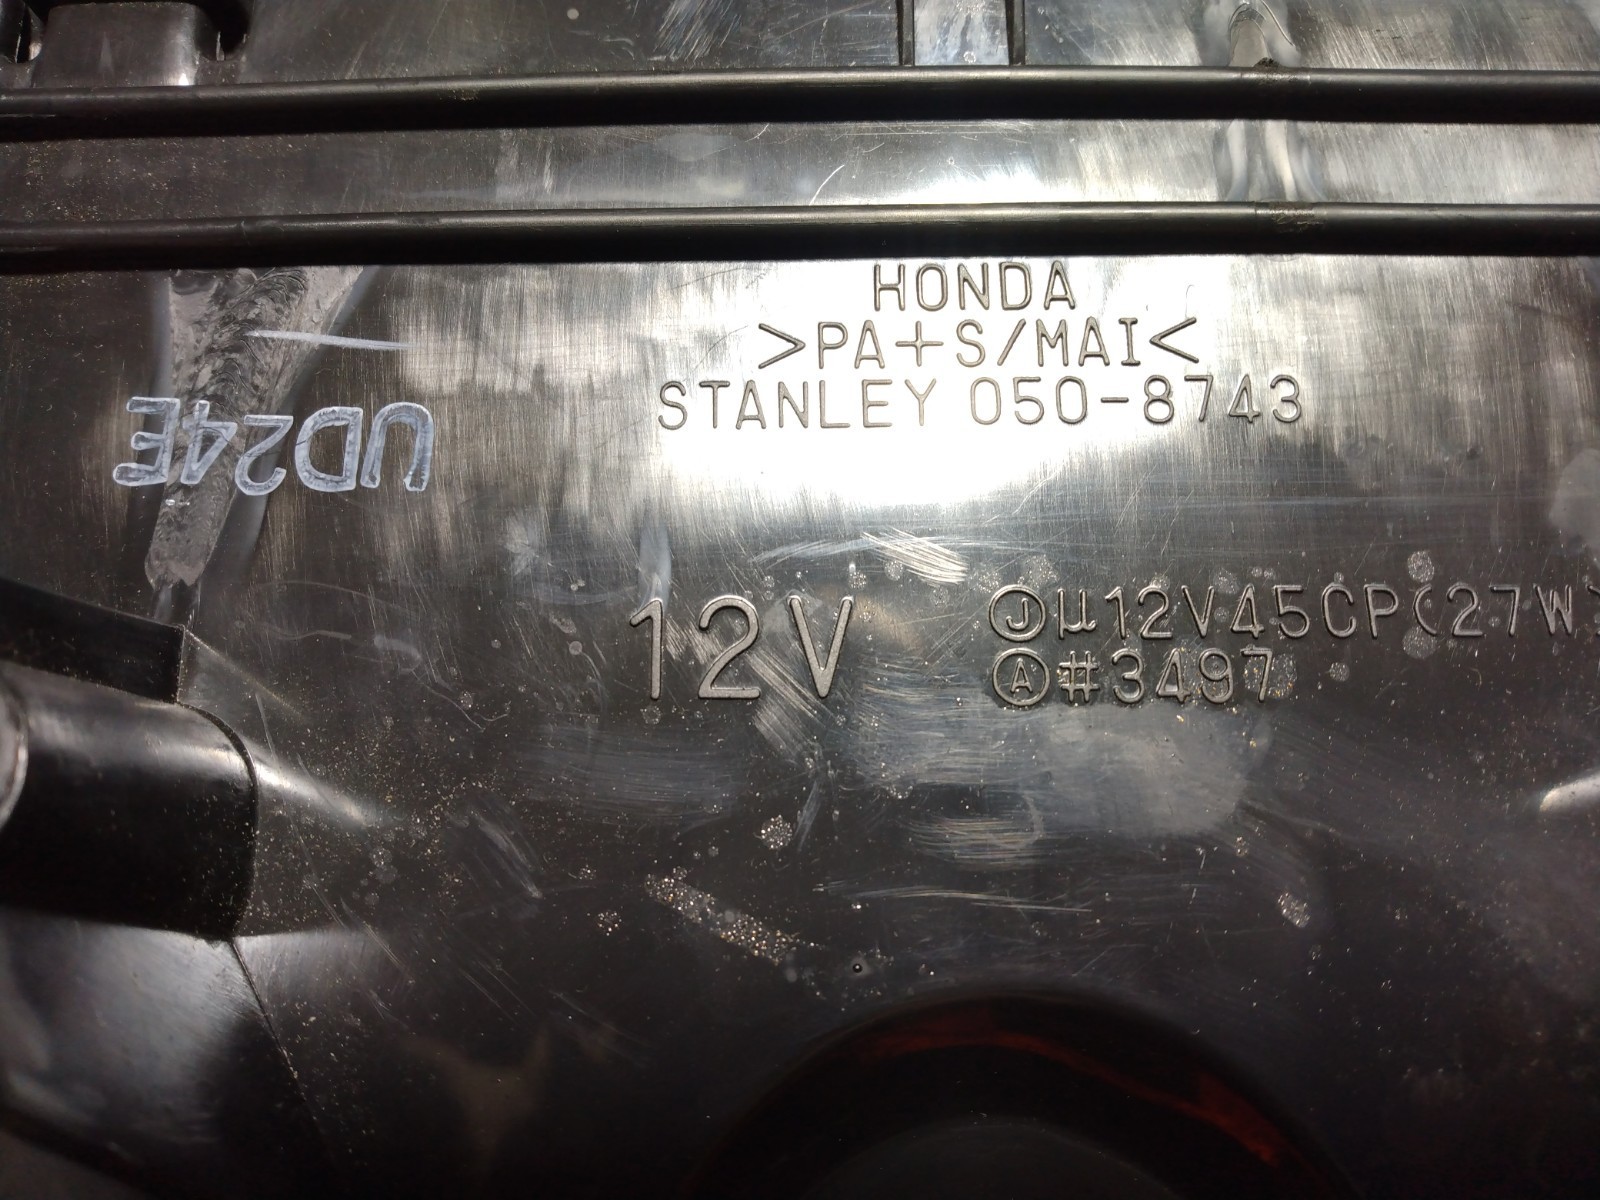 HONDA
>PA+S/MAI<
STANLEY 050-8743
UD24E
12V
Ⓙµ12V45CP(27W)
Ⓐ#3497